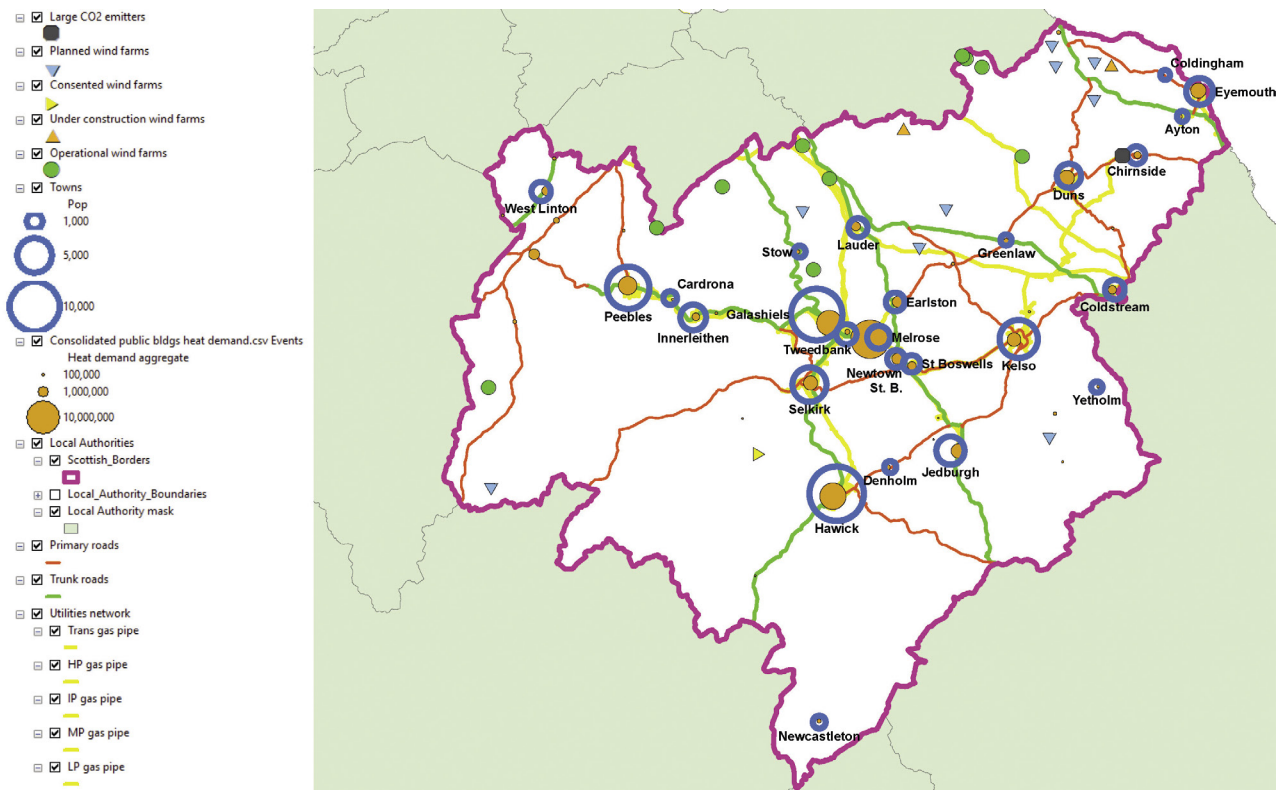 Large CO2 emitters
Planned wind farms
Consented wind farms
Under construction wind farms
Operational wind farms
Towns
Pop
1,000
5,000
10,000
Consolidated public bldgs heat demand.csv Events
Heat demand aggregate
100,000
1,000,000
10,000,000
Local Authorities
Scottish_Borders
Local_Authority_Boundaries
Local Authority mask
Primary roads
Trunk roads
Utilities network
Trans gas pipe
HP gas pipe
IP gas pipe
MP gas pipe
LP gas pipe
Coldingham
Eyemouth
Ayton
Chirnside
Duns
West Linton
Lauder
Greenlaw
Stow
Cardrona
Coldstream
Earlston
Peebles
Galashiels
Innerleithen
Melrose
Tweedbank
Kelso
Newtown
St. B.
St Boswells
Yetholm
Selkirk
Jedburgh
Denholm
Hawick
Newcastleton